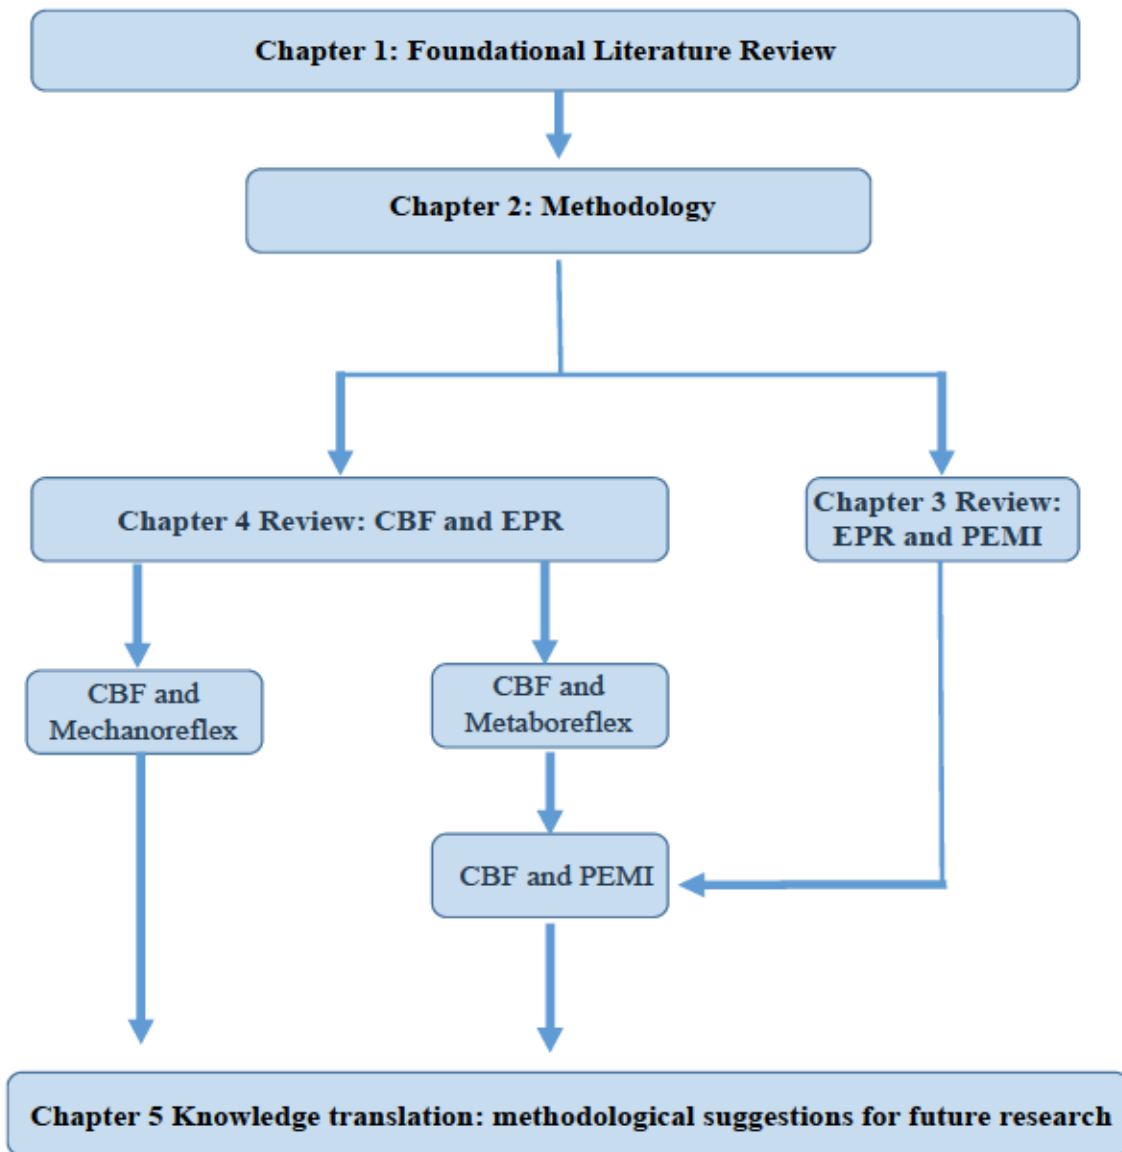 Chapter 1: Foundational Literature Review
Chapter 2: Methodology
Chapter 4 Review: CBF and EPR
Chapter 3 Review:
EPR and PEMI
CBF and
Mechanoreflex
CBF and
Metaboreflex
CBF and PEMI
Chapter 5 Knowledge translation: methodological suggestions for future research